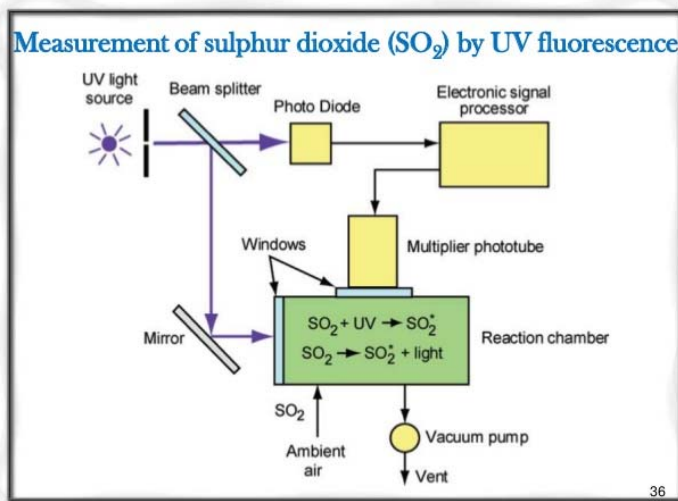 Measurement of sulphur dioxide (SO₂) by UV fluorescence
UV light
source
Beam splitter
Photo Diode
Electronic signal
processor
Windows
Multiplier phototube
Mirror
SO₂ + UV → SO₂*
SO₂ → SO₂* + light
Reaction chamber
SO₂
Ambient
air
Vacuum pump
Vent
36